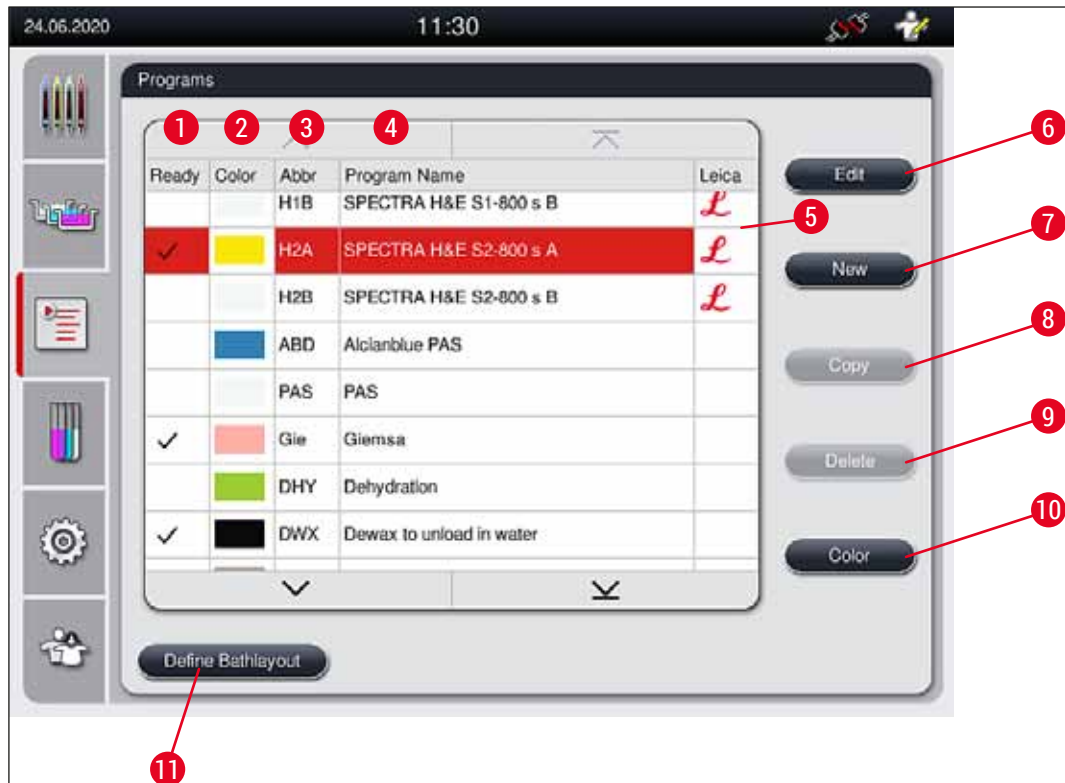 24.06.2020 11:30
Programs
1 2 3 4
Ready Color Abbr Program Name Leica
H1B SPECTRA H&E S1-800 s B L
5
H2A SPECTRA H&E S2-800 s A L
H2B SPECTRA H&E S2-800 s B L
ABD Alcianblue PAS
PAS PAS
Gie Giemsa
DHY Dehydration
DWX Dewax to unload in water
Edit 6
New 7
Copy 8
Delete 9
Color 10
Define Bathlayout
11